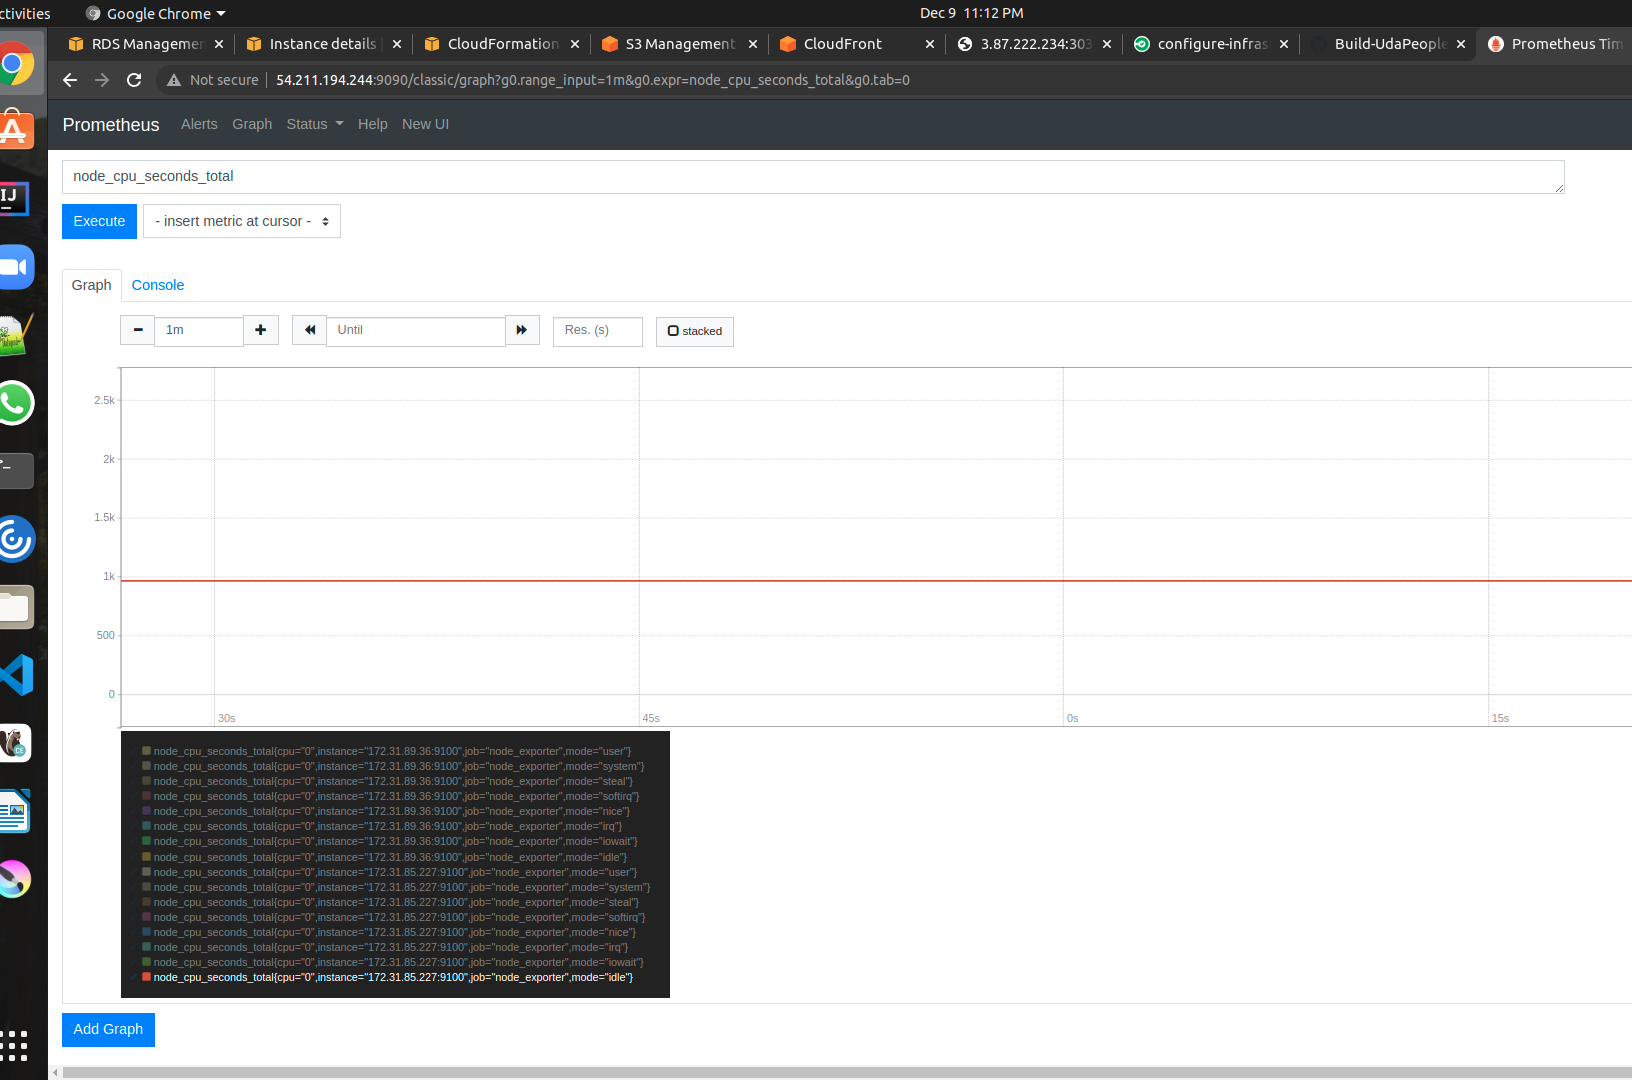 ctivities
Google Chrome
Dec 9 11:12 PM
RDS Managemen
Instance details
CloudFormation
S3 Management
CloudFront
3.87.222.234:303
configure-infras
Build-UdaPeople
Prometheus Tim
Not secure
54.211.194.244:9090/classic/graph?g0.range_input=1m&g0.expr=node_cpu_seconds_total&g0.tab=0
Prometheus
Alerts
Graph
Status
Help
New UI
node_cpu_seconds_total
Execute
- insert metric at cursor -
Graph
Console
1m
Until
Res. (s)
stacked
2.5k
2k
1.5k
1k
500
0
30s
45s
0s
15s
node_cpu_seconds_total{cpu="0",instance="172.31.89.36:9100",job="node_exporter",mode="user"}
node_cpu_seconds_total{cpu="0",instance="172.31.89.36:9100",job="node_exporter",mode="system"}
node_cpu_seconds_total{cpu="0",instance="172.31.89.36:9100",job="node_exporter",mode="steal"}
node_cpu_seconds_total{cpu="0",instance="172.31.89.36:9100",job="node_exporter",mode="softirq"}
node_cpu_seconds_total{cpu="0",instance="172.31.89.36:9100",job="node_exporter",mode="nice"}
node_cpu_seconds_total{cpu="0",instance="172.31.89.36:9100",job="node_exporter",mode="irq"}
node_cpu_seconds_total{cpu="0",instance="172.31.89.36:9100",job="node_exporter",mode="iowait"}
node_cpu_seconds_total{cpu="0",instance="172.31.89.36:9100",job="node_exporter",mode="idle"}
node_cpu_seconds_total{cpu="0",instance="172.31.85.227:9100",job="node_exporter",mode="user"}
node_cpu_seconds_total{cpu="0",instance="172.31.85.227:9100",job="node_exporter",mode="system"}
node_cpu_seconds_total{cpu="0",instance="172.31.85.227:9100",job="node_exporter",mode="steal"}
node_cpu_seconds_total{cpu="0",instance="172.31.85.227:9100",job="node_exporter",mode="softirq"}
node_cpu_seconds_total{cpu="0",instance="172.31.85.227:9100",job="node_exporter",mode="nice"}
node_cpu_seconds_total{cpu="0",instance="172.31.85.227:9100",job="node_exporter",mode="irq"}
node_cpu_seconds_total{cpu="0",instance="172.31.85.227:9100",job="node_exporter",mode="iowait"}
node_cpu_seconds_total{cpu="0",instance="172.31.85.227:9100",job="node_exporter",mode="idle"}
Add Graph